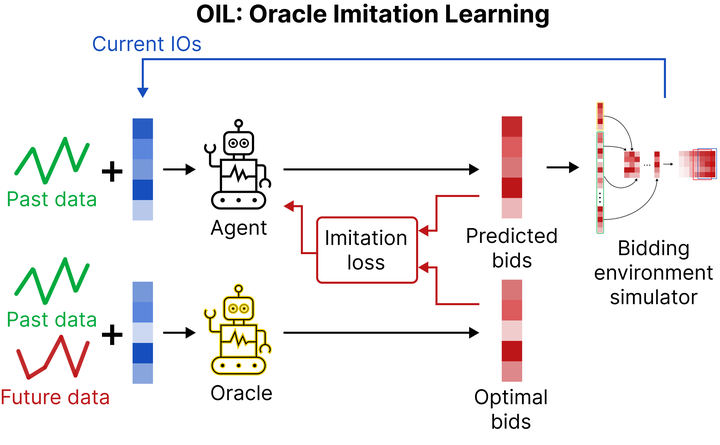 OIL: Oracle Imitation Learning
Current IOs
Past data
+
Agent
Imitation
loss
Predicted
bids
Bidding
environment
simulator
Past data
+
Future data
Oracle
Optimal
bids